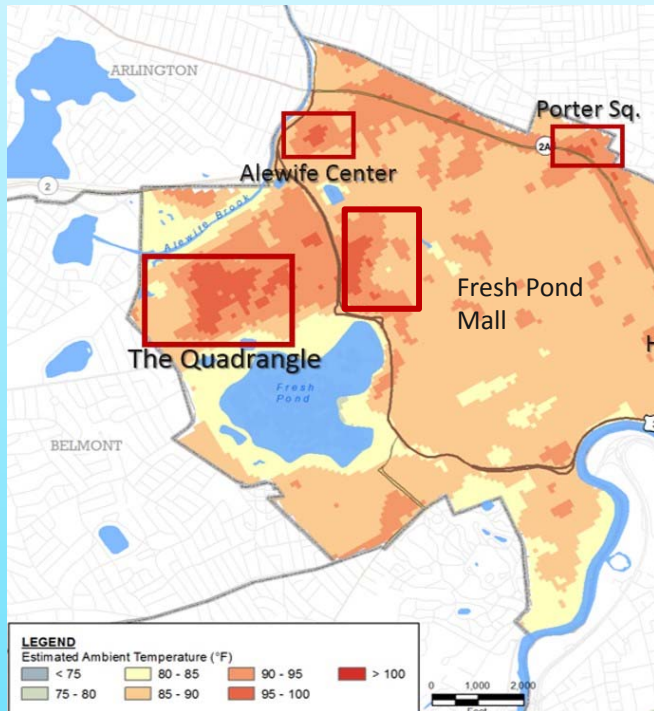 ARLINGTON
Porter Sq.
2A
Alewife Center
2
Alewife Brook
Fresh Pond
Mall
H
The Quadrangle
Fresh
Pond
BELMONT
LEGEND
Estimated Ambient Temperature (°F)
< 75
80 - 85
90 - 95
> 100
75 - 80
85 - 90
95 - 100
0 1,000 2,000
Feet